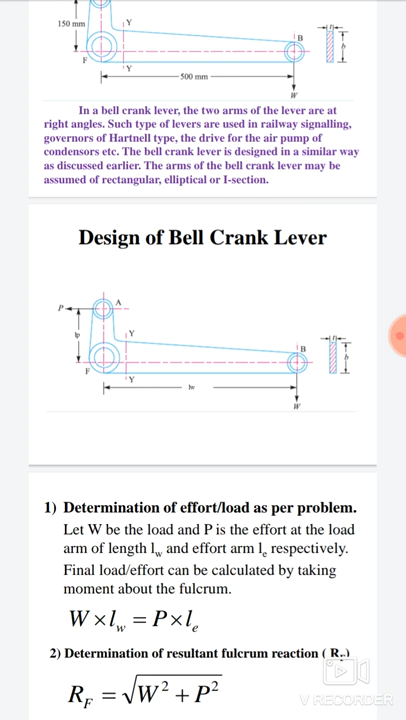 150 mm
Y
B
t
h
F
Y
500 mm
W
In a bell crank lever, the two arms of the lever are at
right angles. Such type of levers are used in railway signalling,
governors of Hartnell type, the drive for the air pump of
condensors etc. The bell crank lever is designed in a similar way
as discussed earlier. The arms of the bell crank lever may be
assumed of rectangular, elliptical or I-section.
Design of Bell Crank Lever
P
A
Y
B
t
h
F
Y
lw
W
1) Determination of effort/load as per problem.
Let W be the load and P is the effort at the load
arm of length l_w and effort arm l_e respectively.
Final load/effort can be calculated by taking
moment about the fulcrum.
W×l_w = P×l_e
2) Determination of resultant fulcrum reaction ( R_F)
R_F = √W² + P²
V RECORDER